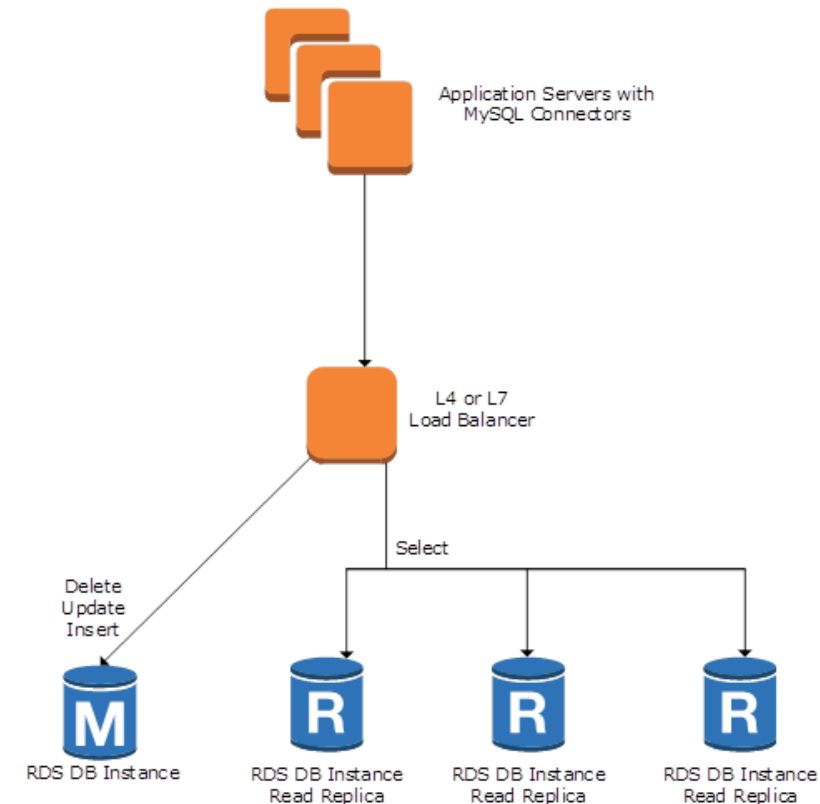 Application Servers with
MySQL Connectors
L4 or L7
Load Balancer
Select
Delete
Update
Insert
M
R
R
R
RDS DB Instance
RDS DB Instance
Read Replica
RDS DB Instance
Read Replica
RDS DB Instance
Read Replica